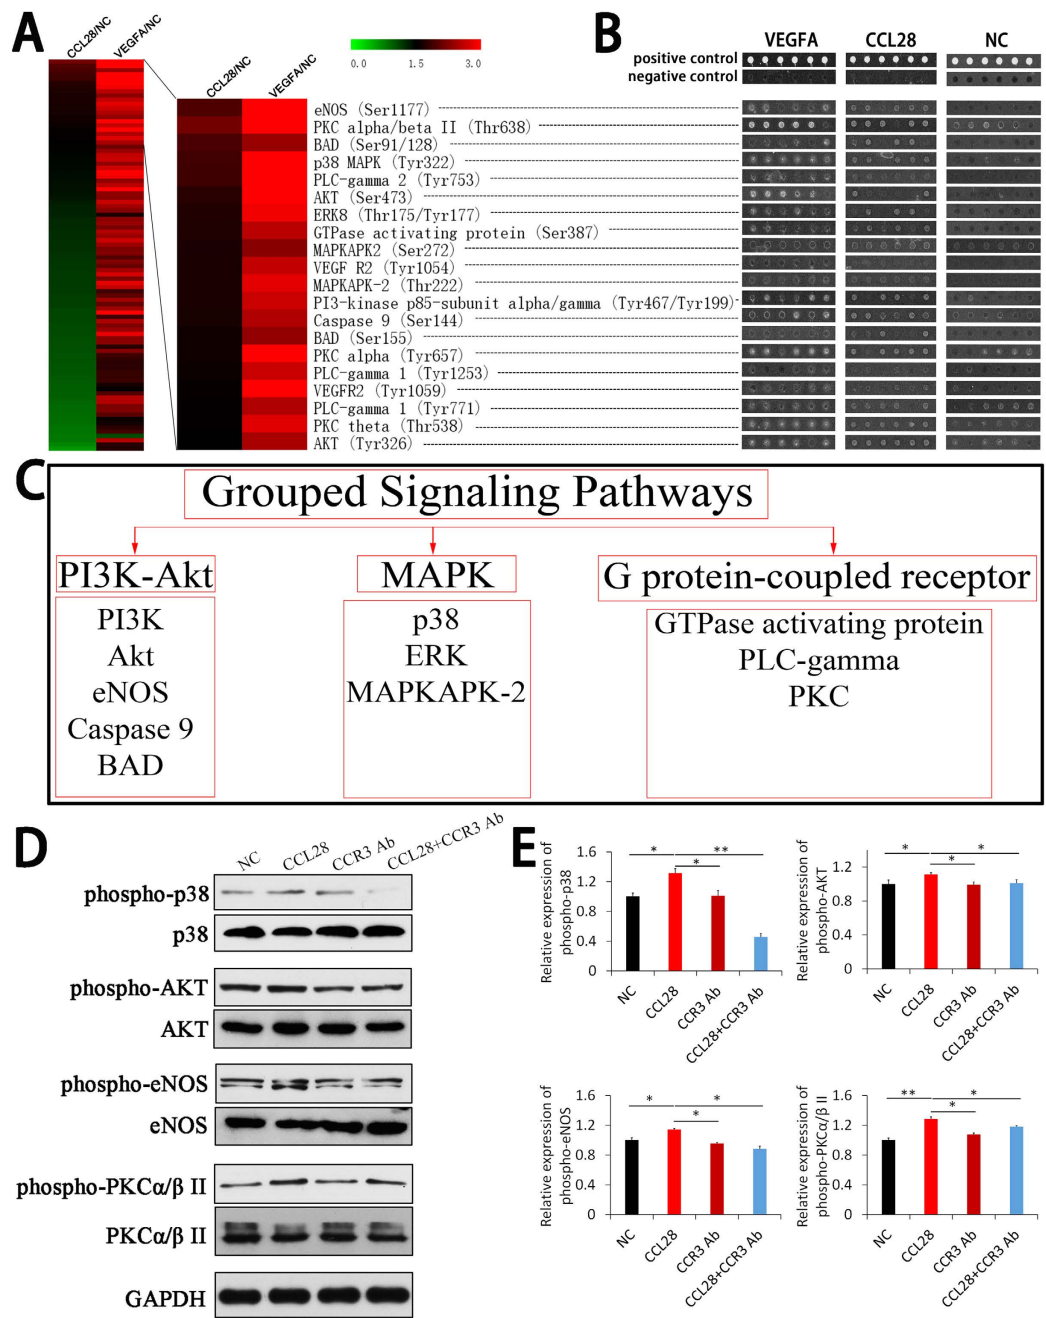 A
CCL28/NC
VEGFA/NC
0.0 1.5 3.0
CCL28/NC
VEGFA/NC
eNOS (Ser1177)
PKC alpha/beta II (Thr638)
BAD (Ser91/128)
p38 MAPK (Tyr322)
PLC-gamma 2 (Tyr753)
AKT (Ser473)
ERK8 (Thr175/Tyr177)
GTPase activating protein (Ser387)
MAPKAPK2 (Ser272)
VEGF R2 (Tyr1054)
MAPKAPK-2 (Thr222)
PI3-kinase p85-subunit alpha/gamma (Tyr467/Tyr199)
Caspase 9 (Ser144)
BAD (Ser155)
PKC alpha (Tyr657)
PLC-gamma 1 (Tyr1253)
VEGFR2 (Tyr1059)
PLC-gamma 1 (Tyr771)
PKC theta (Thr538)
AKT (Tyr326)
B
VEGFA CCL28 NC
positive control
negative control
C
Grouped Signaling Pathways
PI3K-Akt
PI3K
Akt
eNOS
Caspase 9
BAD
MAPK
p38
ERK
MAPKAPK-2
G protein-coupled receptor
GTPase activating protein
PLC-gamma
PKC
D
NC
CCL28
CCR3 Ab
CCL28+CCR3 Ab
phospho-p38
p38
phospho-AKT
AKT
phospho-eNOS
eNOS
phospho-PKCα/β II
PKCα/β II
GAPDH
E
Relative expression of
phospho-p38
1.6
1.2
0.8
0.4
0
* ** *
NC
CCL28
CCR3 Ab
CCL28+CCR3 Ab
Relative expression of
phospho-AKT
1.2
0.8
0.4
0
* * *
NC
CCL28
CCR3 Ab
CCL28+CCR3 Ab
Relative expression of
phospho-eNOS
1.6
1.2
0.8
0.4
0
* * *
NC
CCL28
CCR3 Ab
CCL28+CCR3 Ab
Relative expression of
phospho-PKCα/β II
1.6
1.2
0.8
0.4
0
** * *
NC
CCL28
CCR3 Ab
CCL28+CCR3 Ab